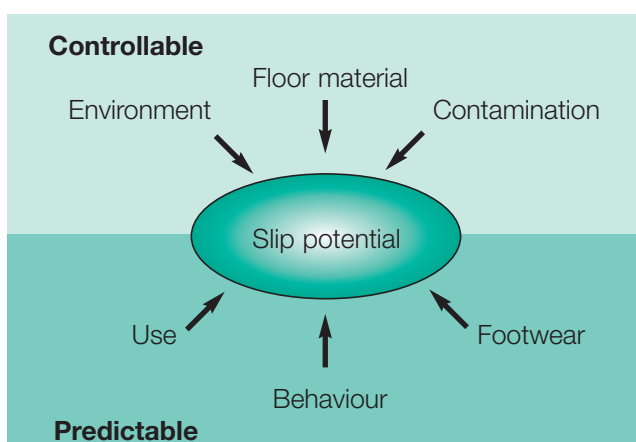 Controllable
Floor material
Environment
Contamination
Slip potential
Use
Footwear
Behaviour
Predictable